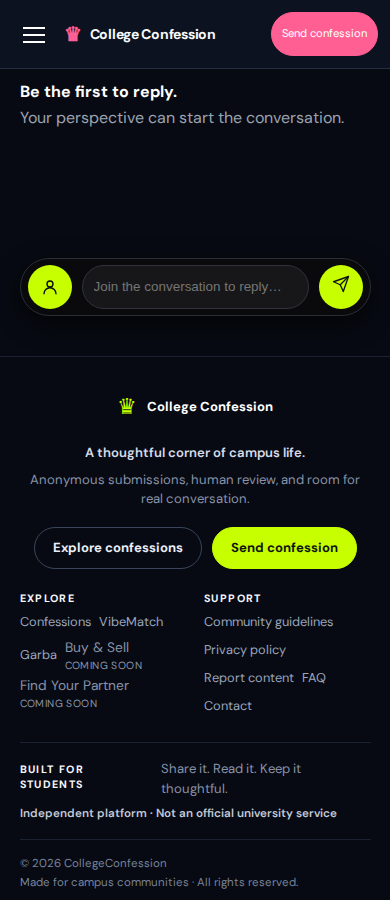 College Confession
Send confession
Be the first to reply.
Your perspective can start the conversation.
Join the conversation to reply…
College Confession
A thoughtful corner of campus life.
Anonymous submissions, human review, and room for
real conversation.
Explore confessions
Send confession
EXPLORE
Confessions VibeMatch
Garba Buy & Sell
COMING SOON
Find Your Partner
COMING SOON
SUPPORT
Community guidelines
Privacy policy
Report content FAQ
Contact
BUILT FOR
STUDENTS
Share it. Read it. Keep it
thoughtful.
Independent platform · Not an official university service
© 2026 CollegeConfession
Made for campus communities · All rights reserved.